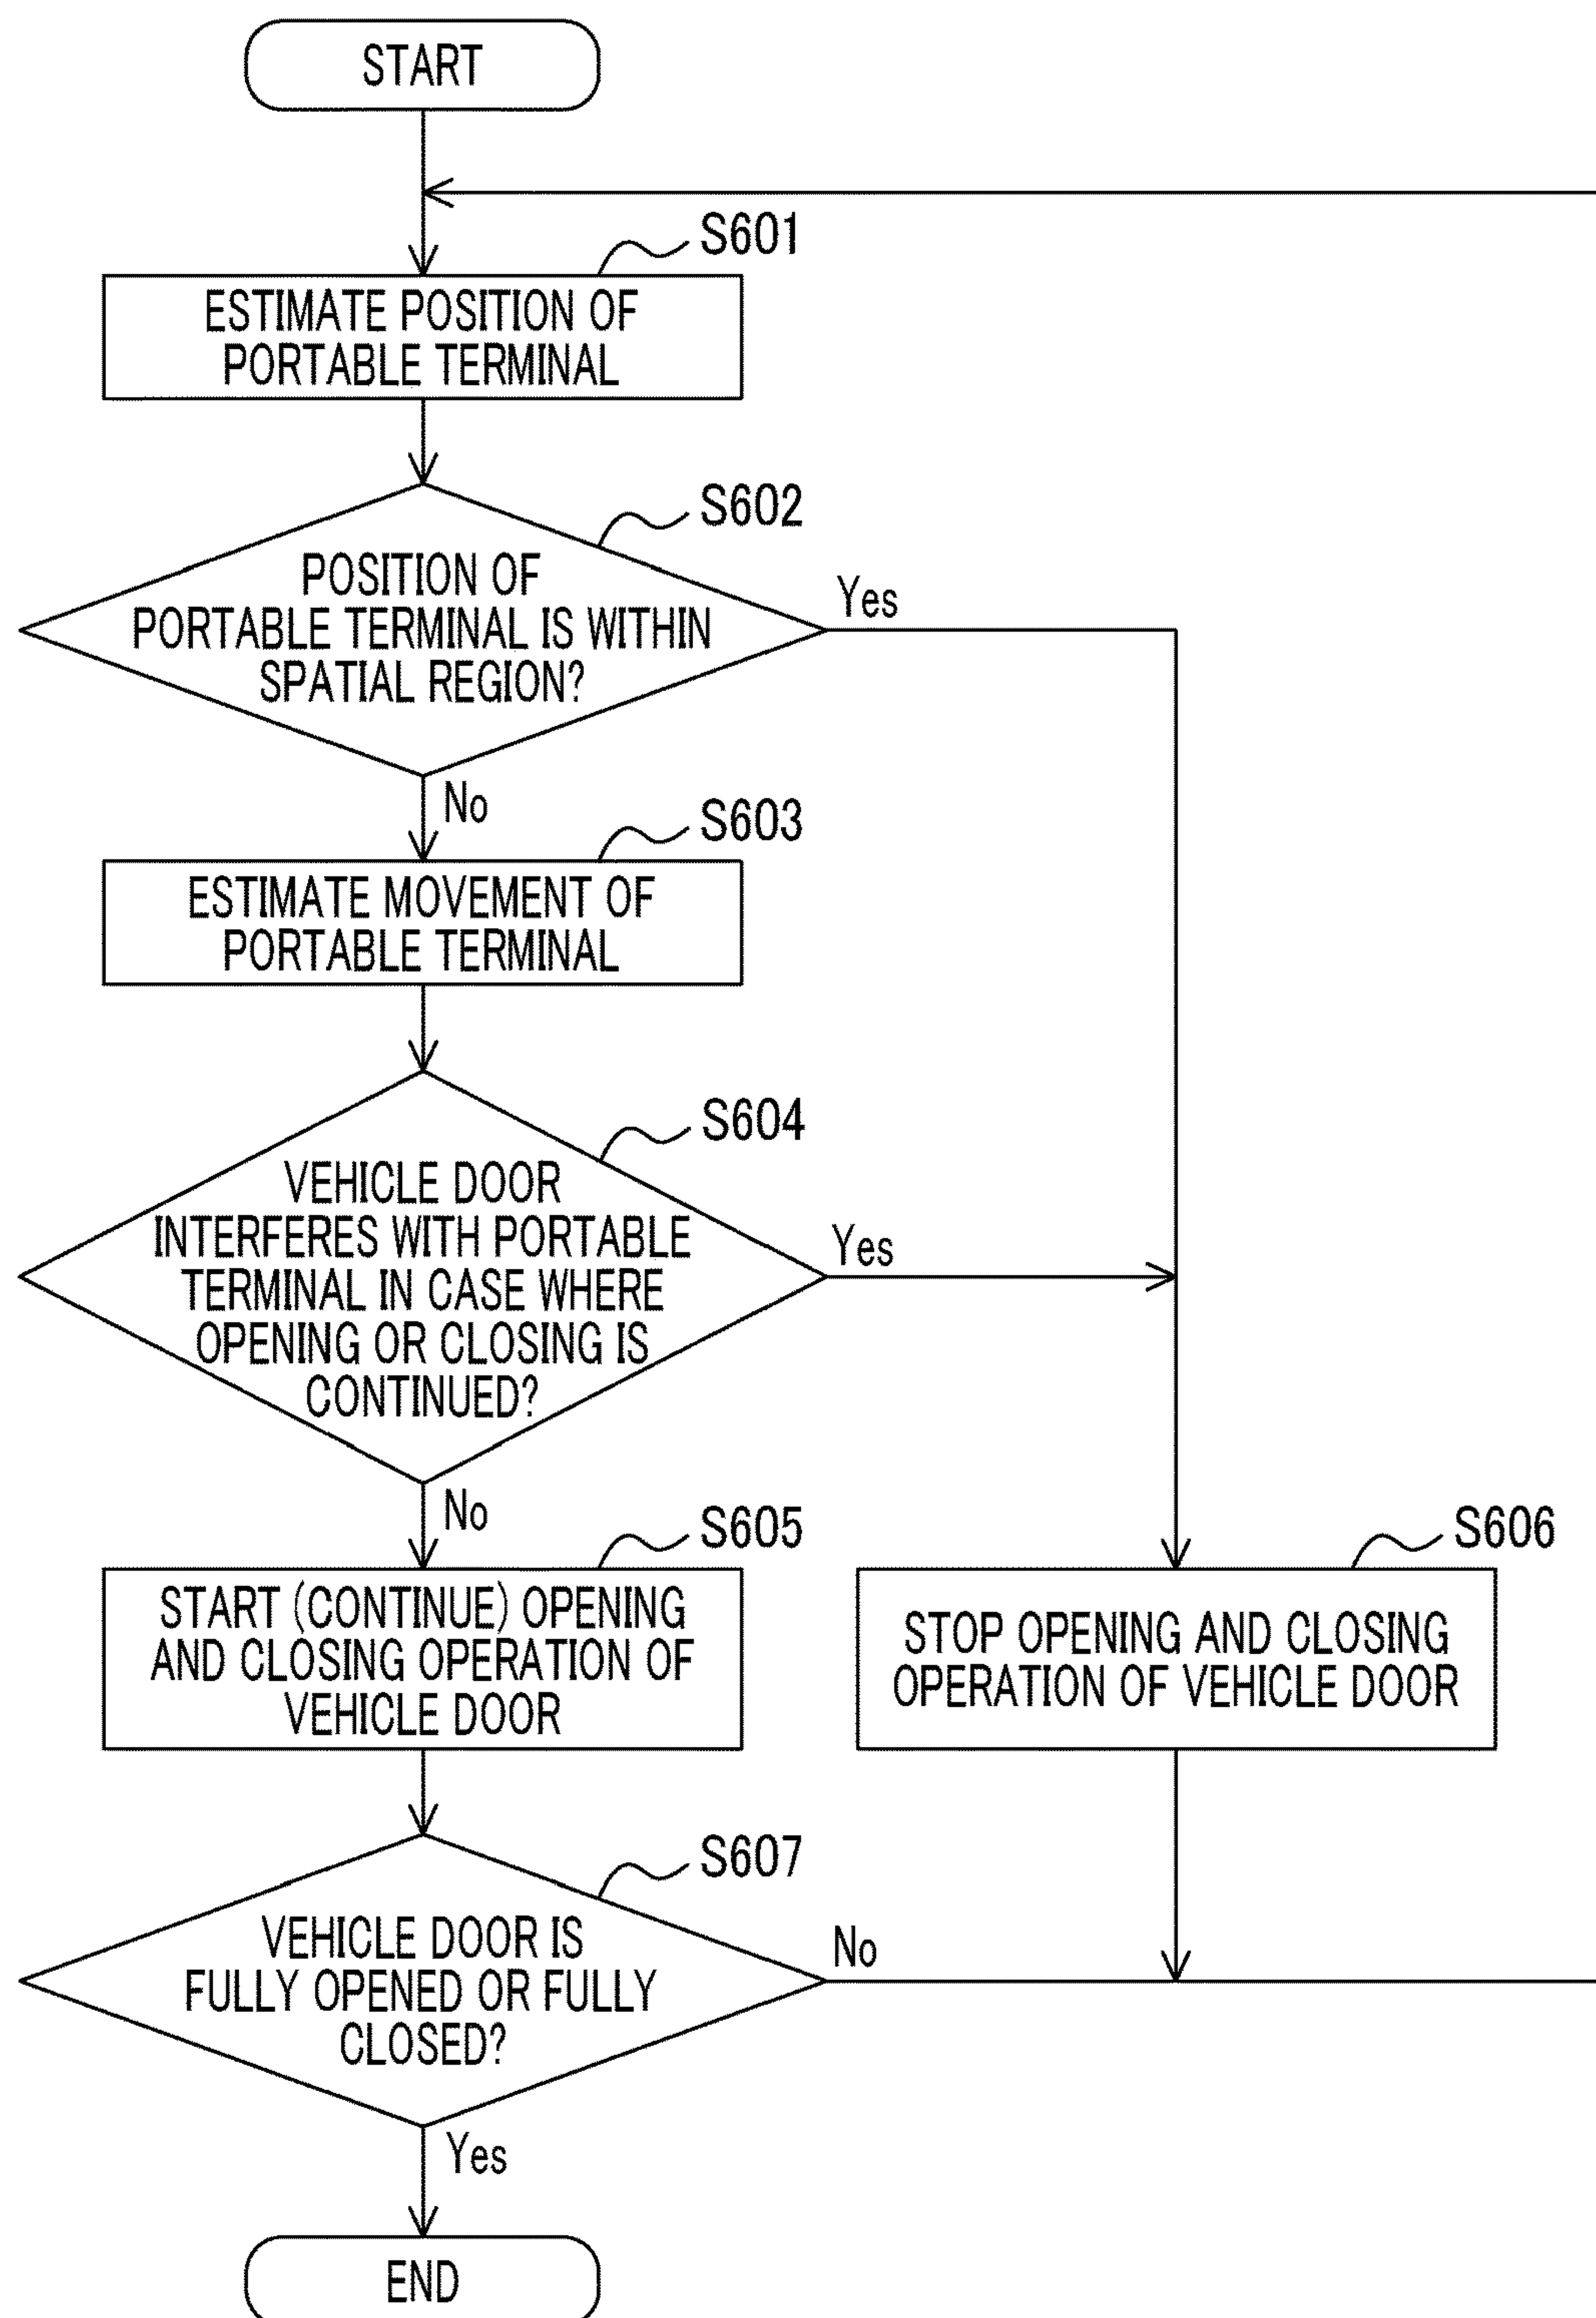 START
S601
ESTIMATE POSITION OF
PORTABLE TERMINAL
S602
POSITION OF
PORTABLE TERMINAL IS WITHIN
SPATIAL REGION?
Yes
No
S603
ESTIMATE MOVEMENT OF
PORTABLE TERMINAL
S604
VEHICLE DOOR
INTERFERES WITH PORTABLE
TERMINAL IN CASE WHERE
OPENING OR CLOSING IS
CONTINUED?
Yes
No
S605
START (CONTINUE) OPENING
AND CLOSING OPERATION OF
VEHICLE DOOR
S606
STOP OPENING AND CLOSING
OPERATION OF VEHICLE DOOR
S607
VEHICLE DOOR IS
FULLY OPENED OR FULLY
CLOSED?
No
Yes
END